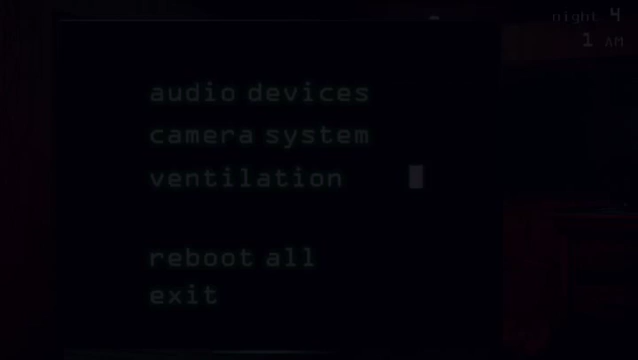 night 4
1 AM
audio devices
camera system
ventilation
reboot all
exit